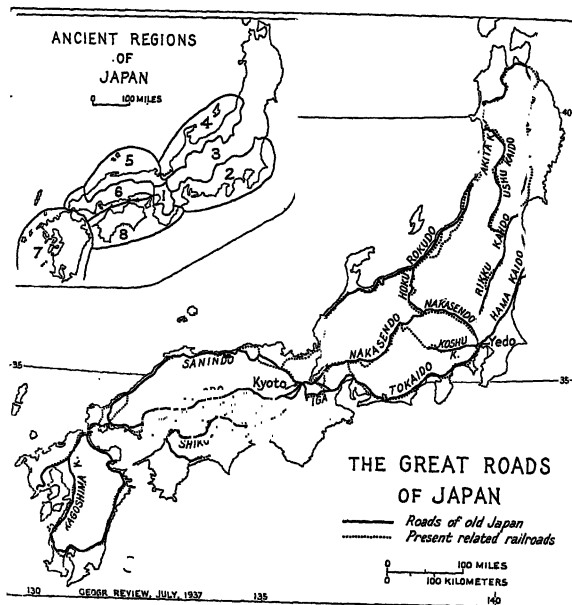 ANCIENT REGIONS
OF
JAPAN
0 100 MILES
4
5
3
2
6
1
8
7
40
AKITA K.
USHU KAIDO
HOKU ROKUDO
RIKKU KAIDO
HAMA KAIDO
NAKASENDO
KOSHU K.
Yedo
NAKASENDO
35
SANINDO
35
Kyoto
IGA
TOKAIDO
SHIKU
KAGOSHIMA K.
THE GREAT ROADS
OF JAPAN
Roads of old Japan
Present related railroads
0 100 MILES
0 100 KILOMETERS
130 GEOGR. REVIEW, JULY, 1937 135 140